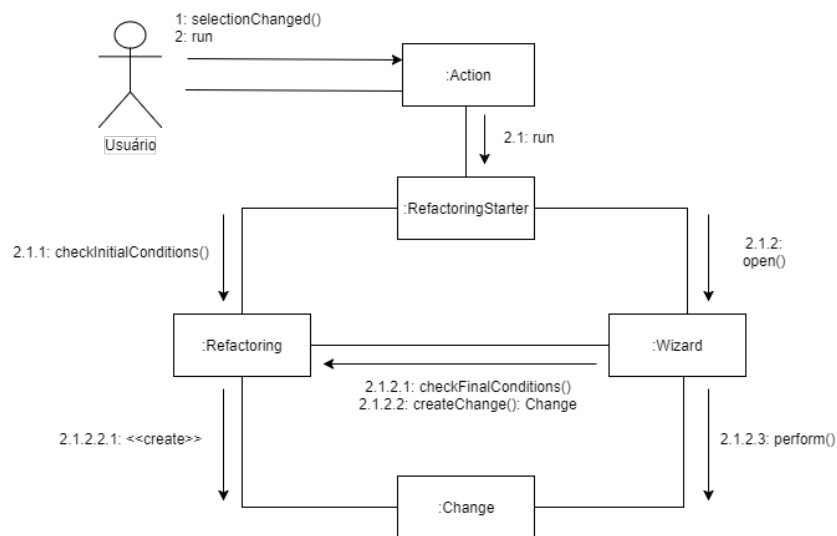 1: selectionChanged()
2: run
:Action
Usuário
2.1: run
:RefactoringStarter
2.1.1: checkInitialConditions()
2.1.2:
open()
:Refactoring
:Wizard
2.1.2.1: checkFinalConditions()
2.1.2.2: createChange(): Change
2.1.2.2.1: <<create>>
2.1.2.3: perform()
:Change